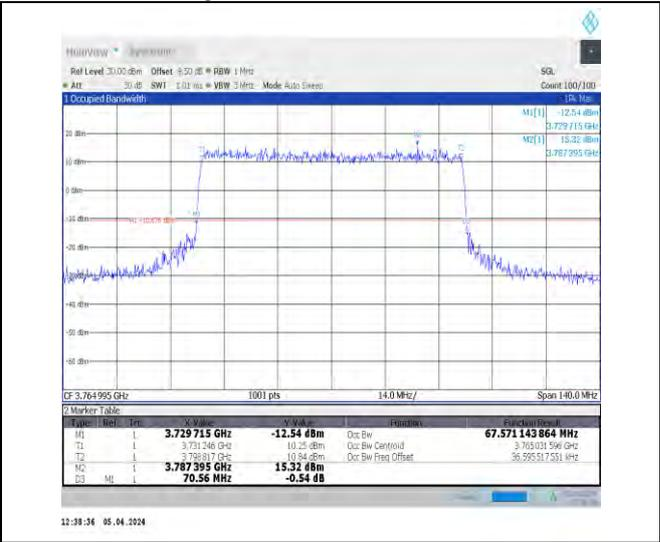 MultiView Spectrum
Ref Level 30.00 dBm Offset 9.50 dB RBW 1 MHz SGL
Att 30 dB SWT 1.01 ms VBW 3 MHz Mode Auto Sweep Count 100/100
1 Occupied Bandwidth 1Pk Max
M1[1] -12.54 dBm
3.729 715 GHz
M2[1] 15.32 dBm
3.787 395 GHz
20 dBm
10 dBm
0 dBm
-10 dBm
H1 -10.676 dBm
-20 dBm
-30 dBm
-40 dBm
-50 dBm
-60 dBm
CF 3.764 995 GHz 1001 pts 14.0 MHz/ Span 140.0 MHz
2 Marker Table
Type Ref Trc X-Value Y-Value Function Function Result
M1 1 3.729 715 GHz -12.54 dBm Occ Bw 67.571 143 864 MHz
T1 1 3.731 246 GHz 10.25 dBm Occ Bw Centroid 3.765 031 596 GHz
T2 1 3.798 817 GHz 10.84 dBm Occ Bw Freq Offset 36.595 517 551 kHz
M2 1 3.787 395 GHz 15.32 dBm
D3 M1 1 70.56 MHz -0.54 dB
12:38:36 05.04.2024